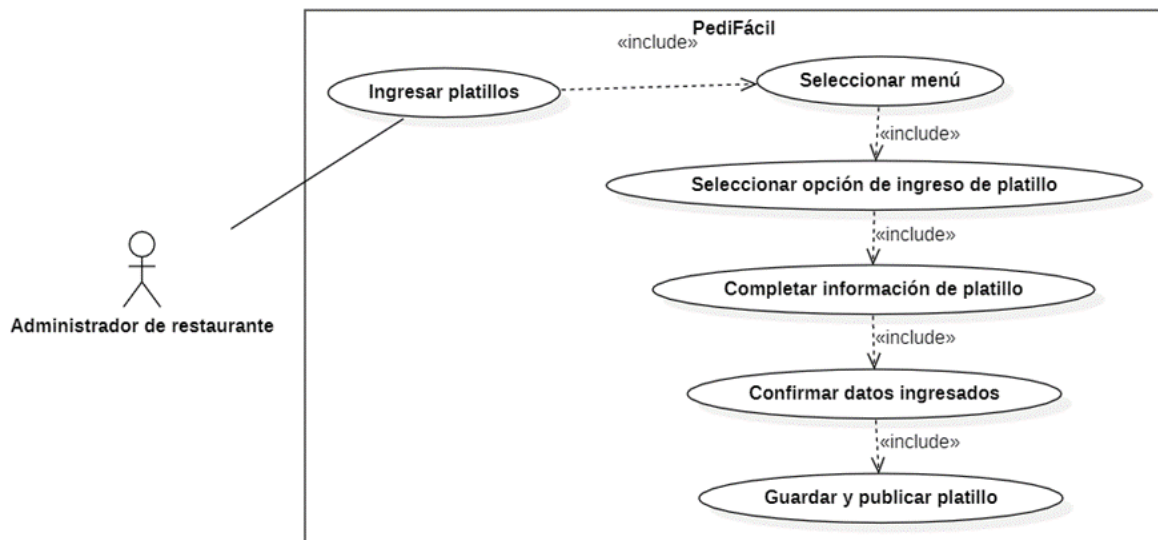 PediFácil
«include»
Ingresar platillos
Seleccionar menú
«include»
Seleccionar opción de ingreso de platillo
«include»
Completar información de platillo
Administrador de restaurante
«include»
Confirmar datos ingresados
«include»
Guardar y publicar platillo